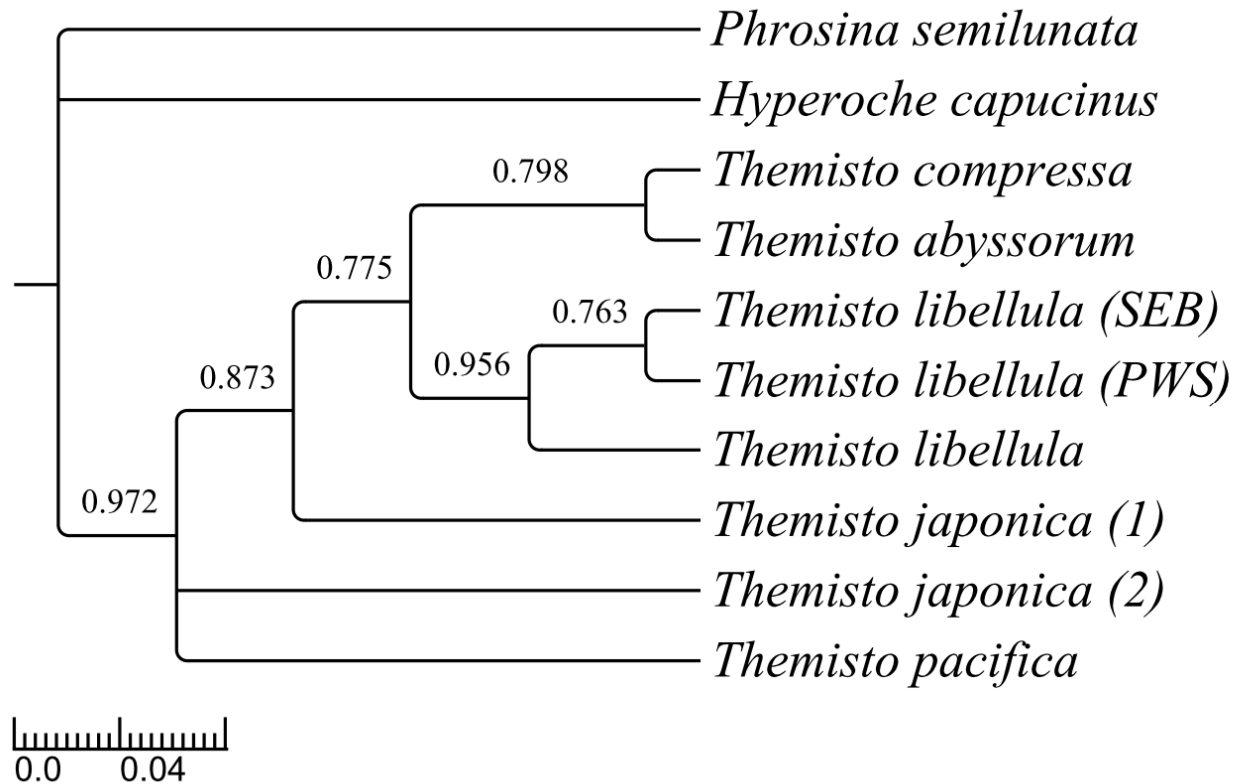 Phrosina semilunata
Hyperoche capucinus
0.798
Themisto compressa
Themisto abyssorum
0.775
0.763
Themisto libellula (SEB)
0.956
Themisto libellula (PWS)
0.873
Themisto libellula
0.972
Themisto japonica (1)
Themisto japonica (2)
Themisto pacifica
0.0 0.04